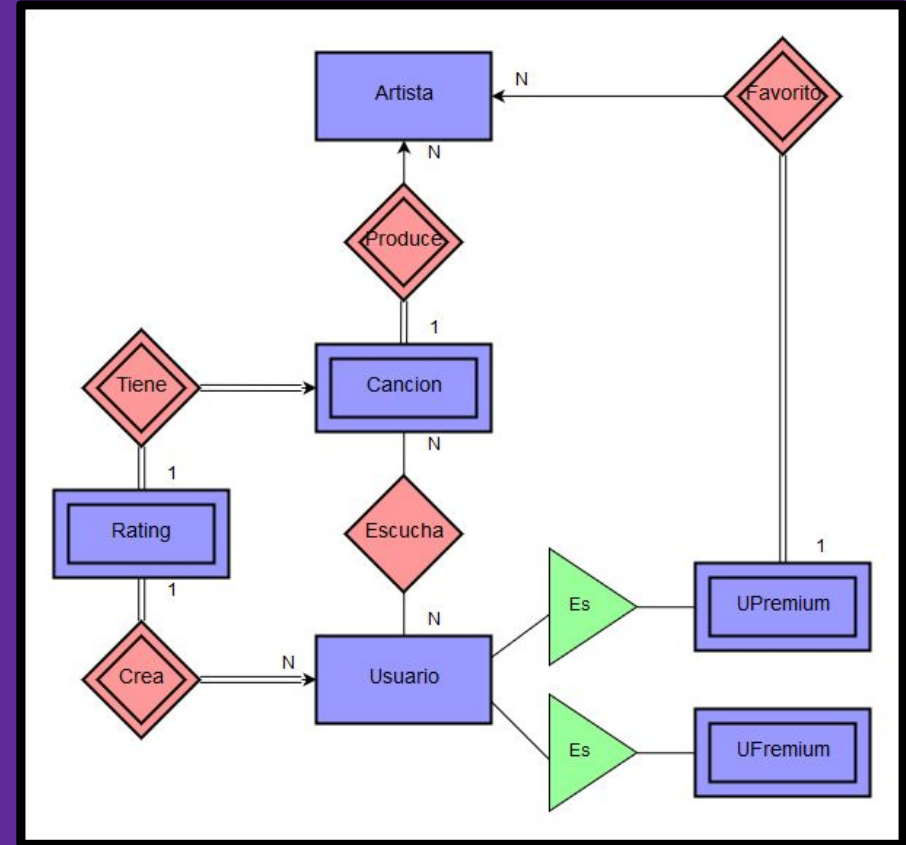 Artista
N
Favorito
N
Produce
1
Tiene
Cancion
1
N
Rating
Escucha
1
1
Es
UPremium
N
N
Crea
Usuario
Es
UFremium